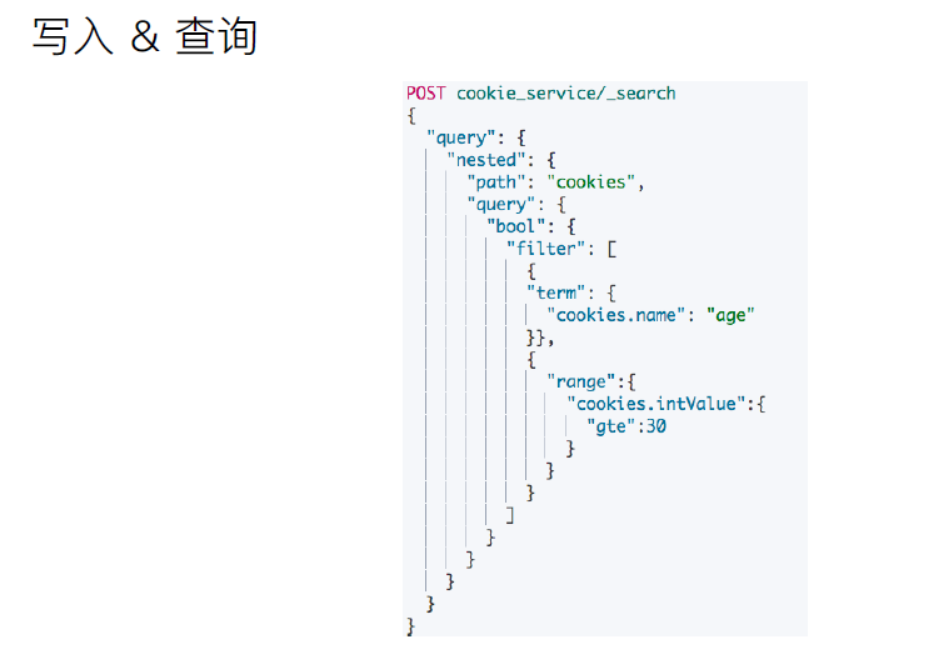 写入 & 查询
POST cookie_service/_search
{
  "query": {
    "nested": {
      "path": "cookies",
      "query": {
        "bool": {
          "filter": [
            {
            "term": {
              "cookies.name": "age"
            }},
            {
              "range":{
                "cookies.intValue":{
                  "gte":30
                }
              }
            }
          ]
        }
      }
    }
  }
}